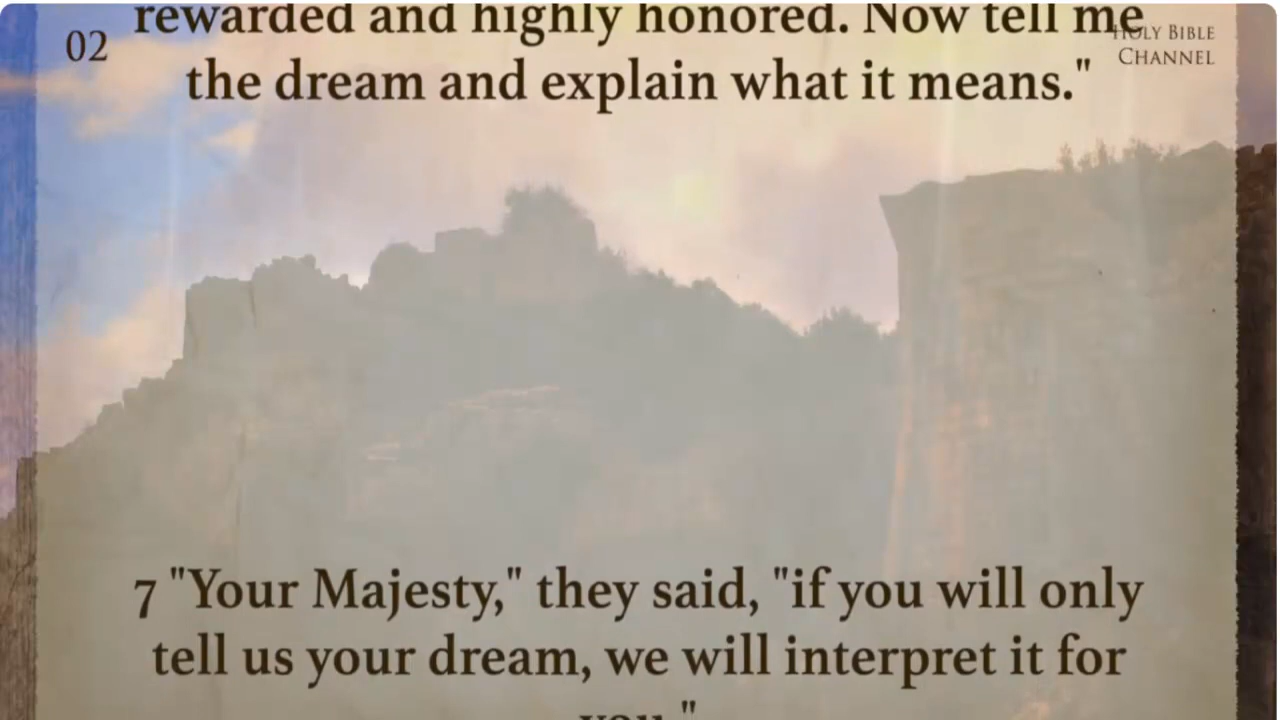 rewarded and highly honored. Now tell me
02
HOLY BIBLE
CHANNEL
the dream and explain what it means."
7 "Your Majesty," they said, "if you will only
tell us your dream, we will interpret it for
you."